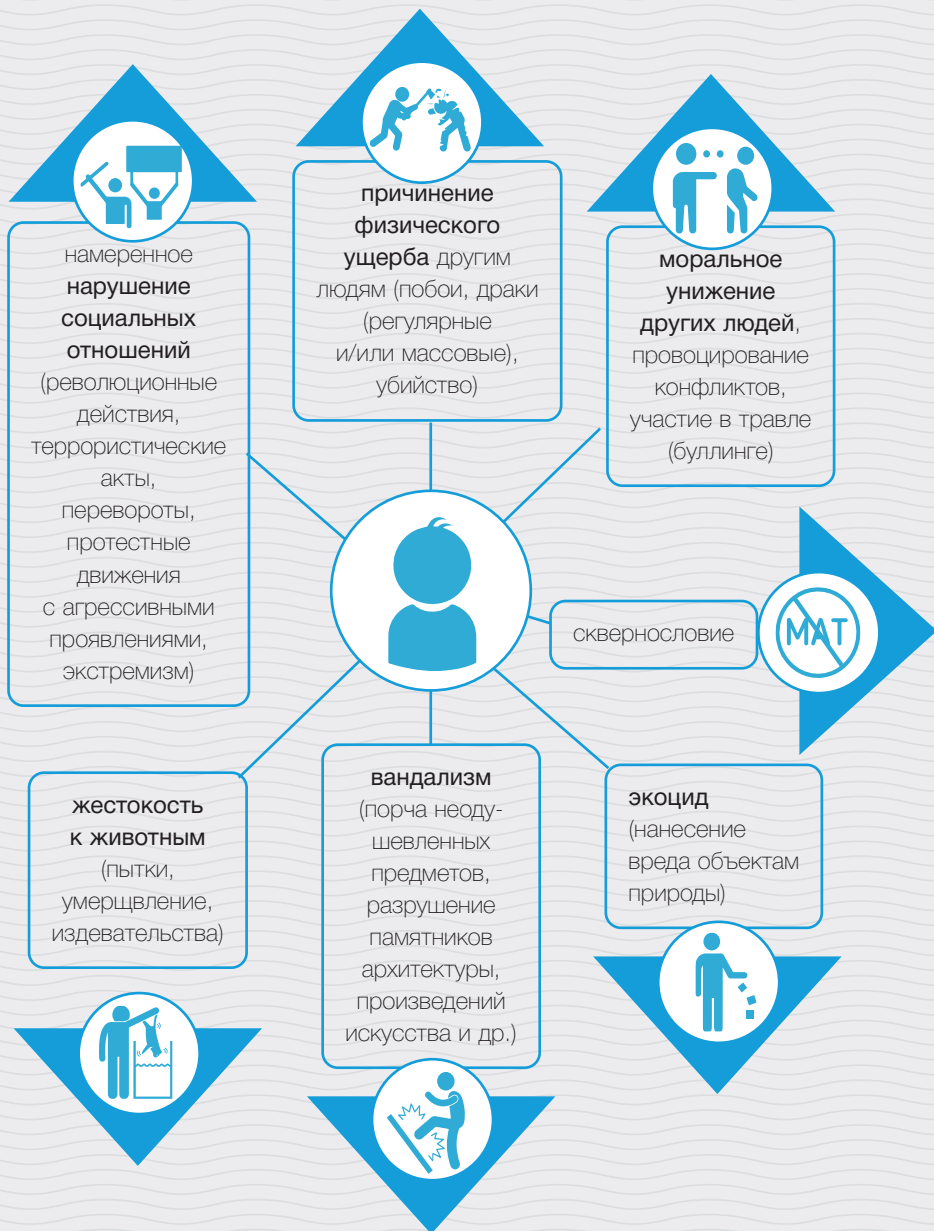 причинение
физического
ущерба другим
людям (побои, драки
(регулярные
и/или массовые),
убийство)
намеренное
нарушение
социальных
отношений
(революционные
действия,
террористические
акты,
перевороты,
протестные
движения
с агрессивными
проявлениями,
экстремизм)
моральное
унижение
других людей,
провоцирование
конфликтов,
участие в травле
(буллинге)
сквернословие
МАТ
жестокость
к животным
(пытки,
умерщвление,
издевательства)
вандализм
(порча неоду-
шевленных
предметов,
разрушение
памятников
архитектуры,
произведений
искусства и др.)
экоцид
(нанесение
вреда объектам
природы)